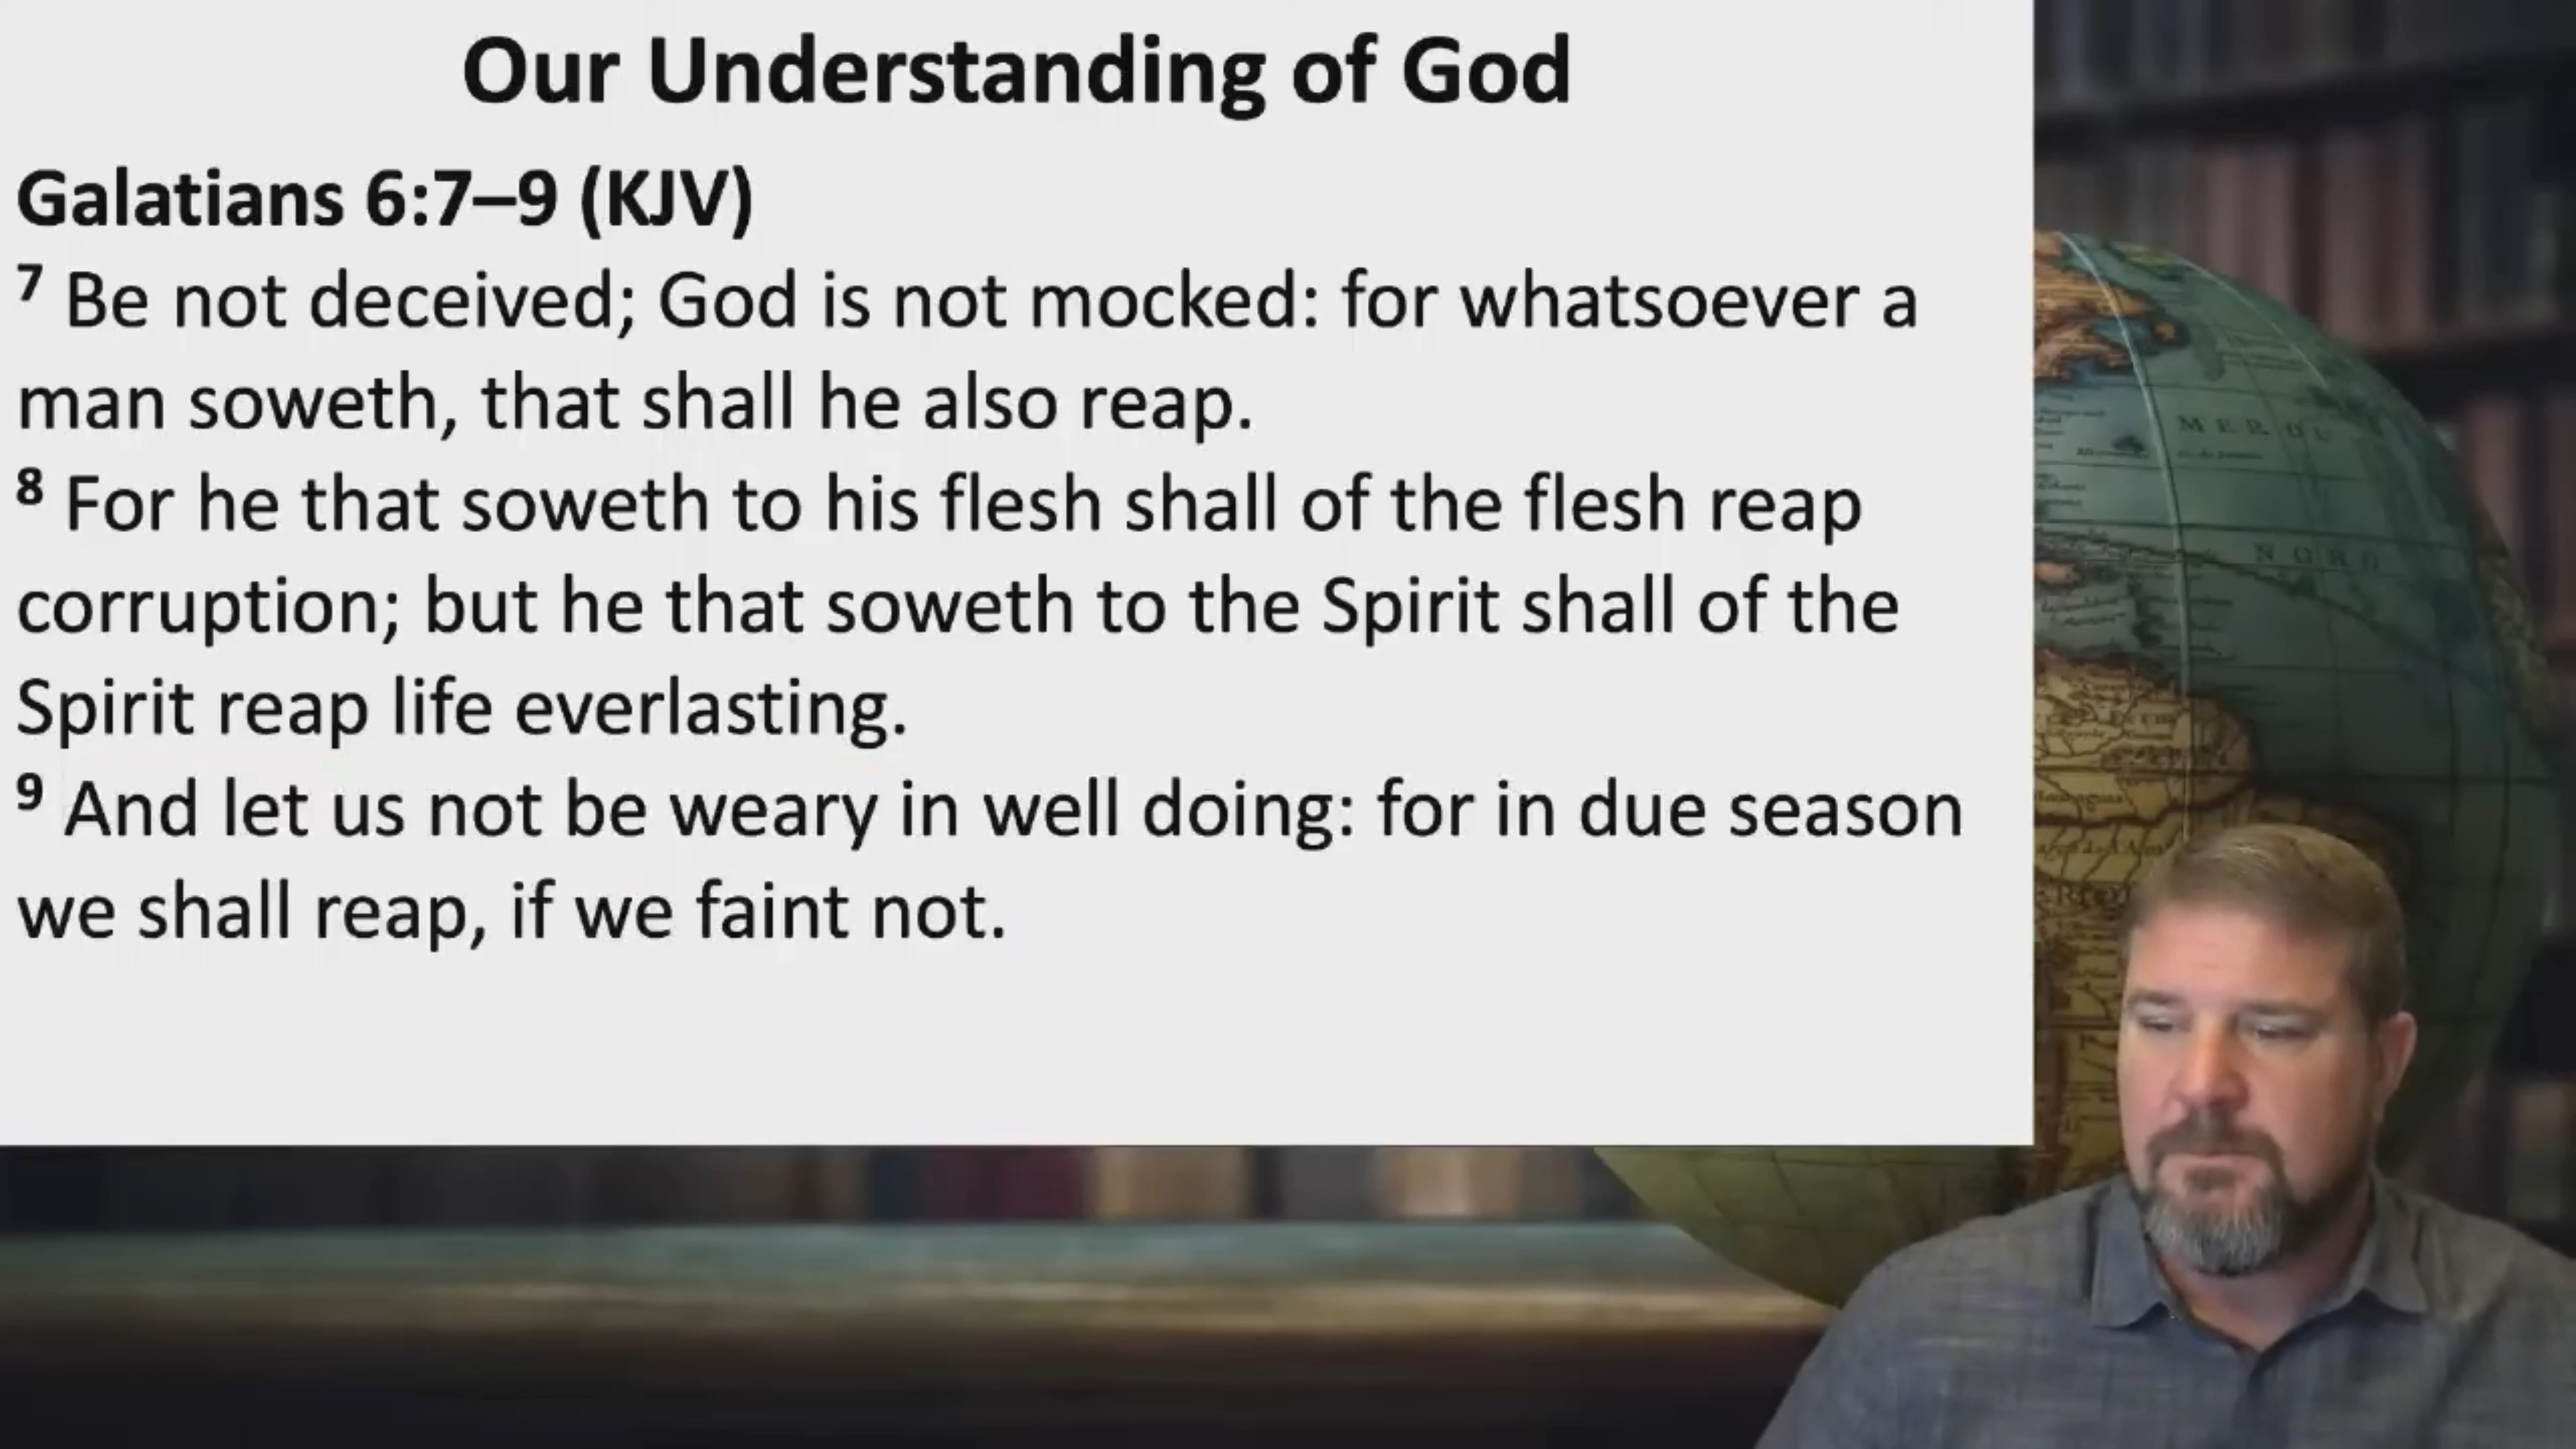 Our Understanding of God
Galatians 6:7–9 (KJV)
7 Be not deceived; God is not mocked: for whatsoever a
man soweth, that shall he also reap.
8 For he that soweth to his flesh shall of the flesh reap
corruption; but he that soweth to the Spirit shall of the
Spirit reap life everlasting.
9 And let us not be weary in well doing: for in due season
we shall reap, if we faint not.
NORD